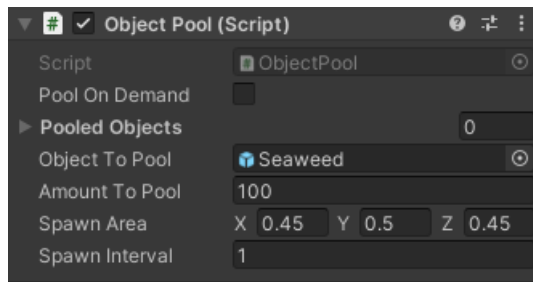 Object Pool (Script)
Script ObjectPool
Pool On Demand
Pooled Objects 0
Object To Pool Seaweed
Amount To Pool 100
Spawn Area X 0.45 Y 0.5 Z 0.45
Spawn Interval 1